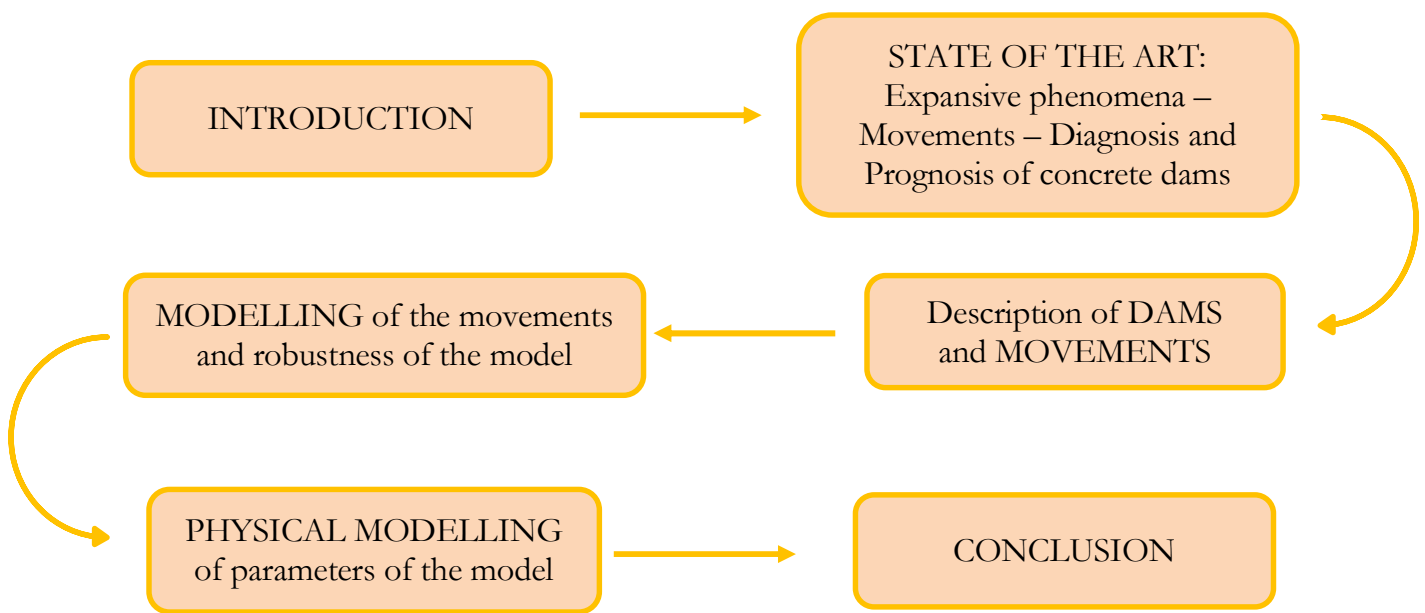 INTRODUCTION
STATE OF THE ART:
Expansive phenomena –
Movements – Diagnosis and
Prognosis of concrete dams
Description of DAMS
and MOVEMENTS
MODELLING of the movements
and robustness of the model
PHYSICAL MODELLING
of parameters of the model
CONCLUSION